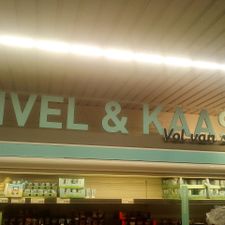 IVEL & KAAS
Vol van